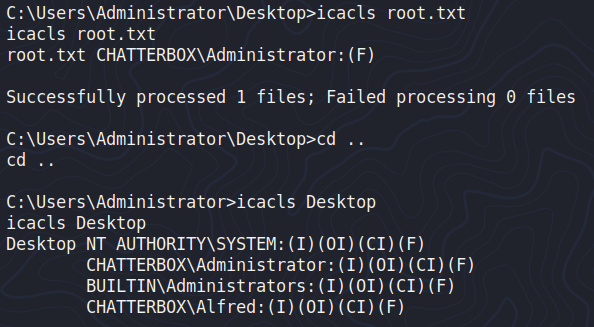 C:\Users\Administrator\Desktop>icacls root.txt
icacls root.txt
root.txt CHATTERBOX\Administrator:(F)

Successfully processed 1 files; Failed processing 0 files

C:\Users\Administrator\Desktop>cd ..
cd ..

C:\Users\Administrator>icacls Desktop
icacls Desktop
Desktop NT AUTHORITY\SYSTEM:(I)(OI)(CI)(F)
        CHATTERBOX\Administrator:(I)(OI)(CI)(F)
        BUILTIN\Administrators:(I)(OI)(CI)(F)
        CHATTERBOX\Alfred:(I)(OI)(CI)(F)